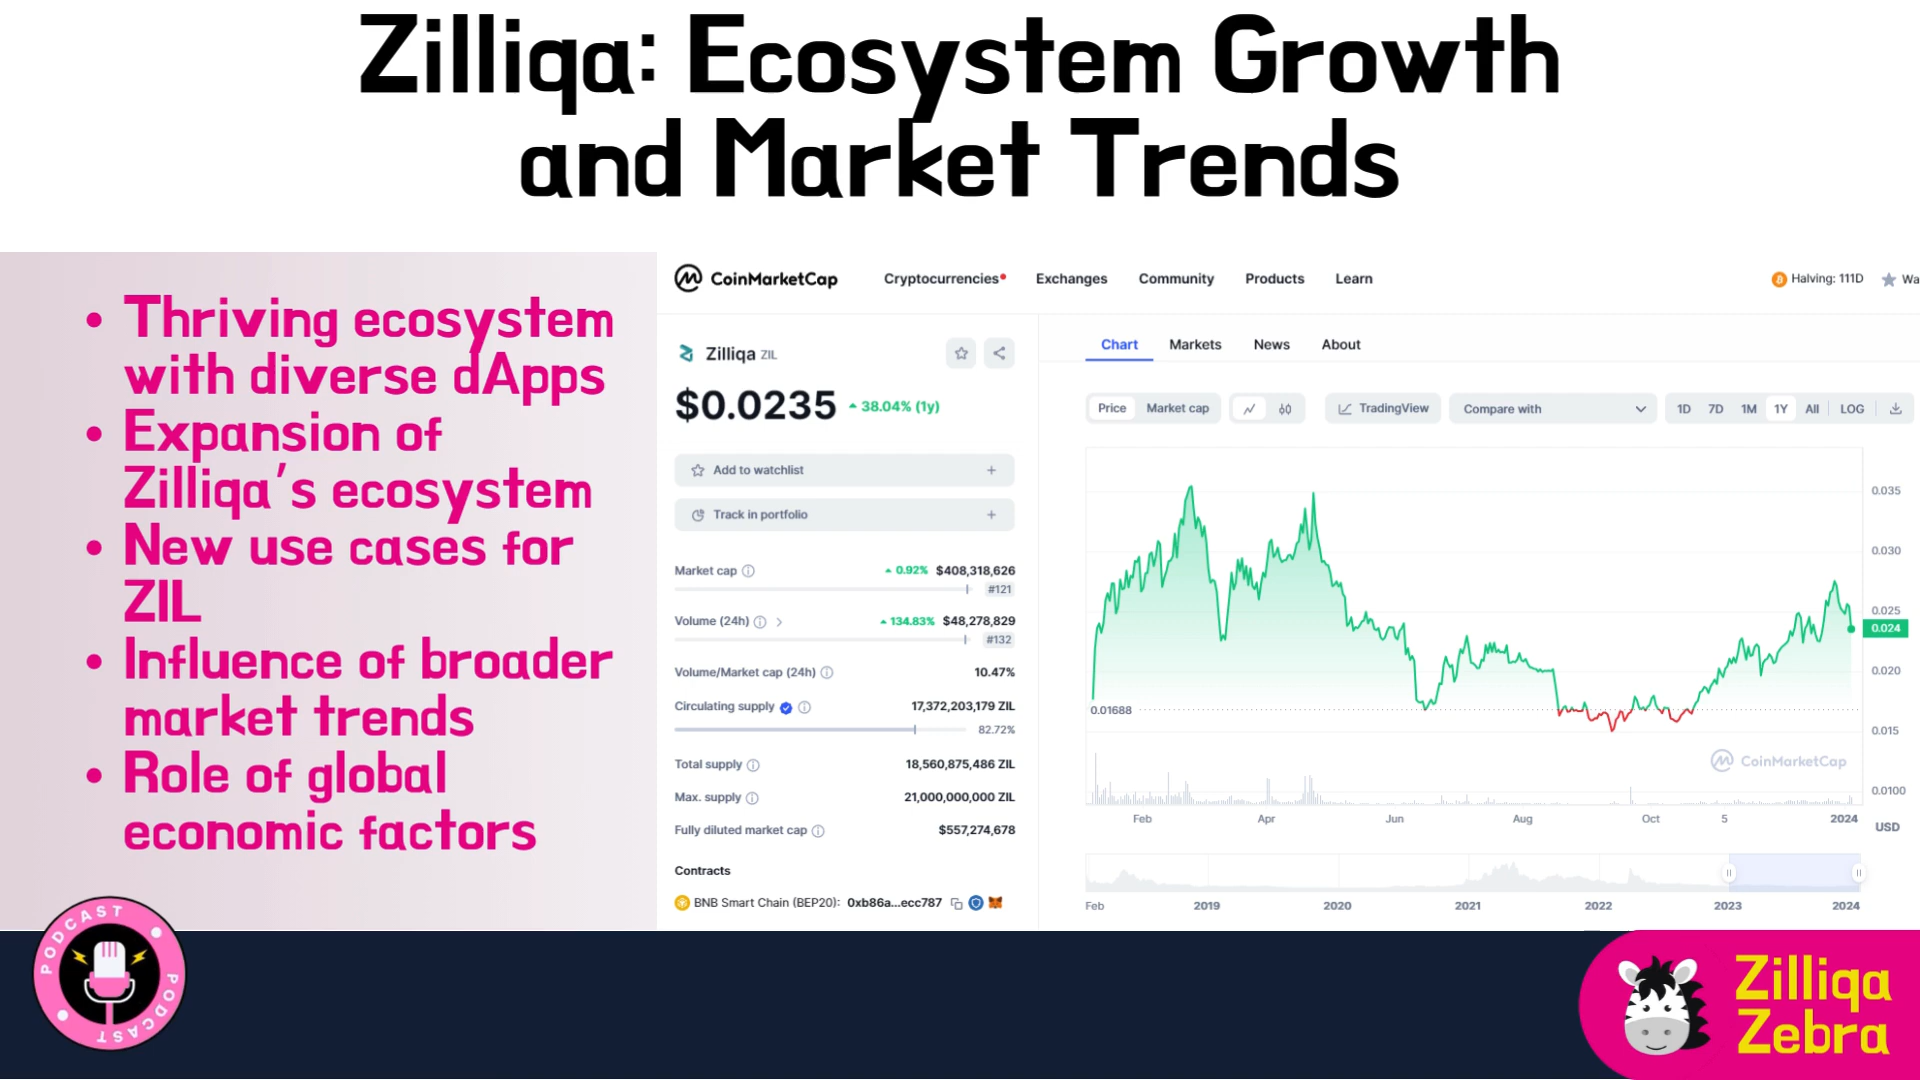 Zilliqa: Ecosystem Growth
and Market Trends
• Thriving ecosystem
with diverse dApps
• Expansion of
Zilliqa's ecosystem
• New use cases for
ZIL
• Influence of broader
market trends
• Role of global
economic factors
CoinMarketCap
Cryptocurrencies Exchanges Community Products Learn
Halving: 111D Wa
Zilliqa ZIL
$0.0235 38.04% (1y)
Add to watchlist +
Track in portfolio +
Market cap 0.92% $408,318,626
#121
Volume (24h) 134.83% $48,278,829
#132
Volume/Market cap (24h) 10.47%
Circulating supply 17,372,203,179 ZIL
82.72%
Total supply 18,560,875,486 ZIL
Max. supply 21,000,000,000 ZIL
Fully diluted market cap $557,274,678
Contracts
BNB Smart Chain (BEP20): 0xb86a...ecc787
Chart Markets News About
Price Market cap TradingView Compare with 1D 7D 1M 1Y All LOG
0.035
0.030
0.025
0.024
0.020
0.01688
0.015
CoinMarketCap
0.0100
Feb Apr Jun Aug Oct 5 2024
USD
Feb 2019 2020 2021 2022 2023 2024
PODCAST
PODCAST
Zilliqa
Zebra